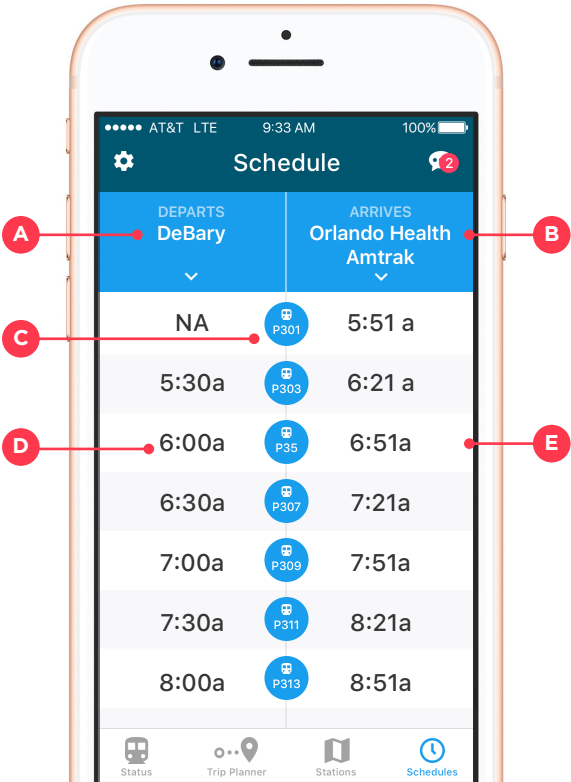 AT&T LTE 9:33 AM 100%
Schedule 2
DEPARTS ARRIVES
A DeBary Orlando Health B
Amtrak
C NA P301 5:51 a
5:30a P303 6:21 a
D 6:00a P35 6:51a E
6:30a P307 7:21a
7:00a P309 7:51a
7:30a P311 8:21a
8:00a P313 8:51a
Status Trip Planner Stations Schedules